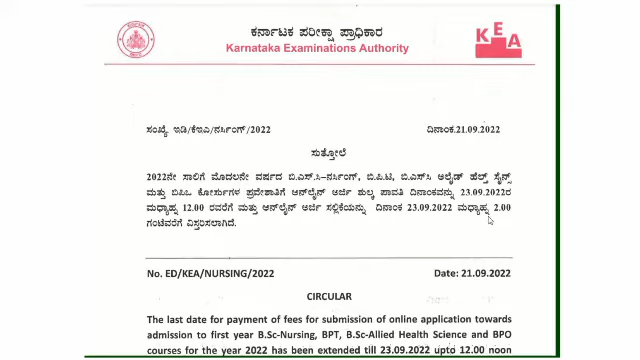 ಕರ್ನಾಟಕ ಪರೀಕ್ಷಾ ಪ್ರಾಧಿಕಾರ
Karnataka Examinations Authority
KEA
ಸಂಖ್ಯೆ ಇಡಿ/ಕೆಇಎ/ನರ್ಸಿಂಗ್/2022 ದಿನಾಂಕ.21.09.2022
ಸುತ್ತೋಲೆ
2022ನೇ ಸಾಲಿಗೆ ಮೊದಲನೇ ವರ್ಷದ ಬಿ.ಎಸ್.ಸಿ-ನರ್ಸಿಂಗ್, ಬಿ.ಪಿ.ಟಿ, ಬಿ.ಎಸ್‌ಸಿ ಅಲೈಡ್ ಹೆಲ್ತ್ ಸೈನ್ಸ್
ಮತ್ತು ಬಿಪಿಒ ಕೋರ್ಸುಗಳ ಪ್ರವೇಶಾತಿಗೆ ಆನ್‌ಲೈನ್ ಅರ್ಜಿ ಶುಲ್ಕ ಪಾವತಿ ದಿನಾಂಕವನ್ನು 23.09.2022ರ
ಮಧ್ಯಾಹ್ನ 12.00 ರವರೆಗೆ ಮತ್ತು ಆನ್‌ಲೈನ್ ಅರ್ಜಿ ಸಲ್ಲಿಕೆಯನ್ನು ದಿನಾಂಕ 23.09.2022 ಮಧ್ಯಾಹ್ನ 2.00
ಗಂಟೆವರೆಗೆ ವಿಸ್ತರಿಸಲಾಗಿದೆ.
No. ED/KEA/NURSING/2022 Date: 21.09.2022
CIRCULAR
The last date for payment of fees for submission of online application towards
admission to first year B.Sc-Nursing, BPT, B.Sc-Allied Health Science and BPO
courses for the year 2022 has been extended till 23.09.2022 upto 12.00 noon